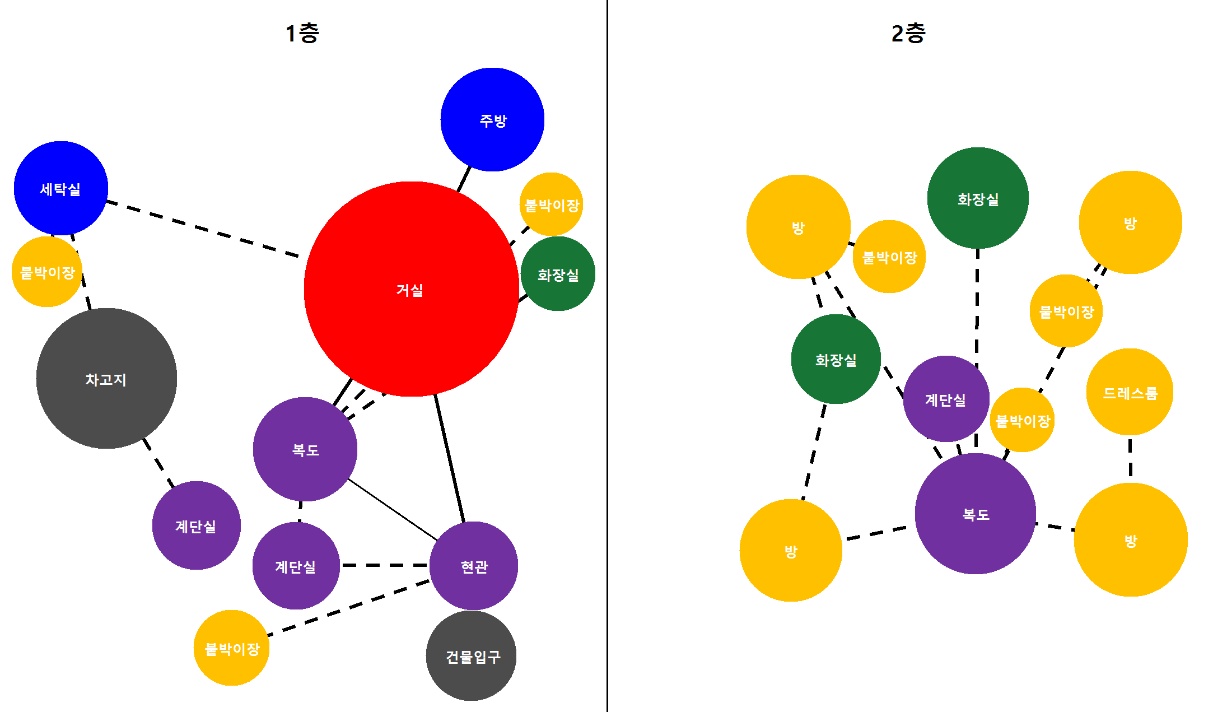 1층
주방
세탁실
붙박이장
붙박이장
화장실
거실
차고지
복도
계단실
계단실
현관
붙박이장
건물입구
2층
화장실
방
방
붙박이장
붙박이장
화장실
계단실
드레스룸
붙박이장
복도
방
방